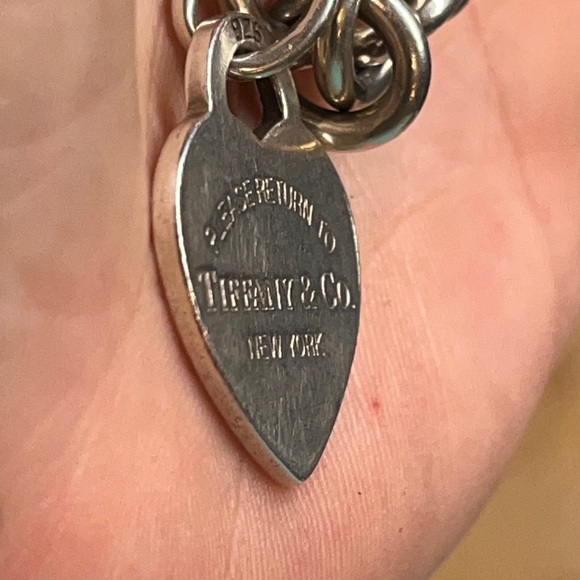 925
PLEASE RETURN TO
TIFFANY & CO.
NEW YORK